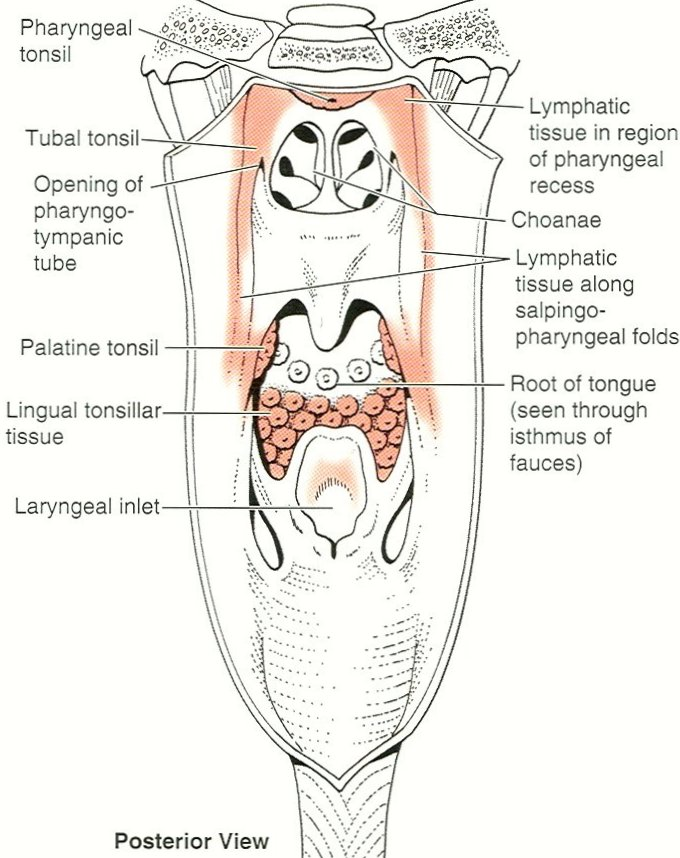 Pharyngeal
tonsil
Tubal tonsil
Opening of
pharyngo-
tympanic
tube
Palatine tonsil
Lingual tonsillar
tissue
Laryngeal inlet
Lymphatic
tissue in region
of pharyngeal
recess
Choanae
Lymphatic
tissue along
salpingo-
pharyngeal folds
Root of tongue
(seen through
isthmus of
fauces)
Posterior View